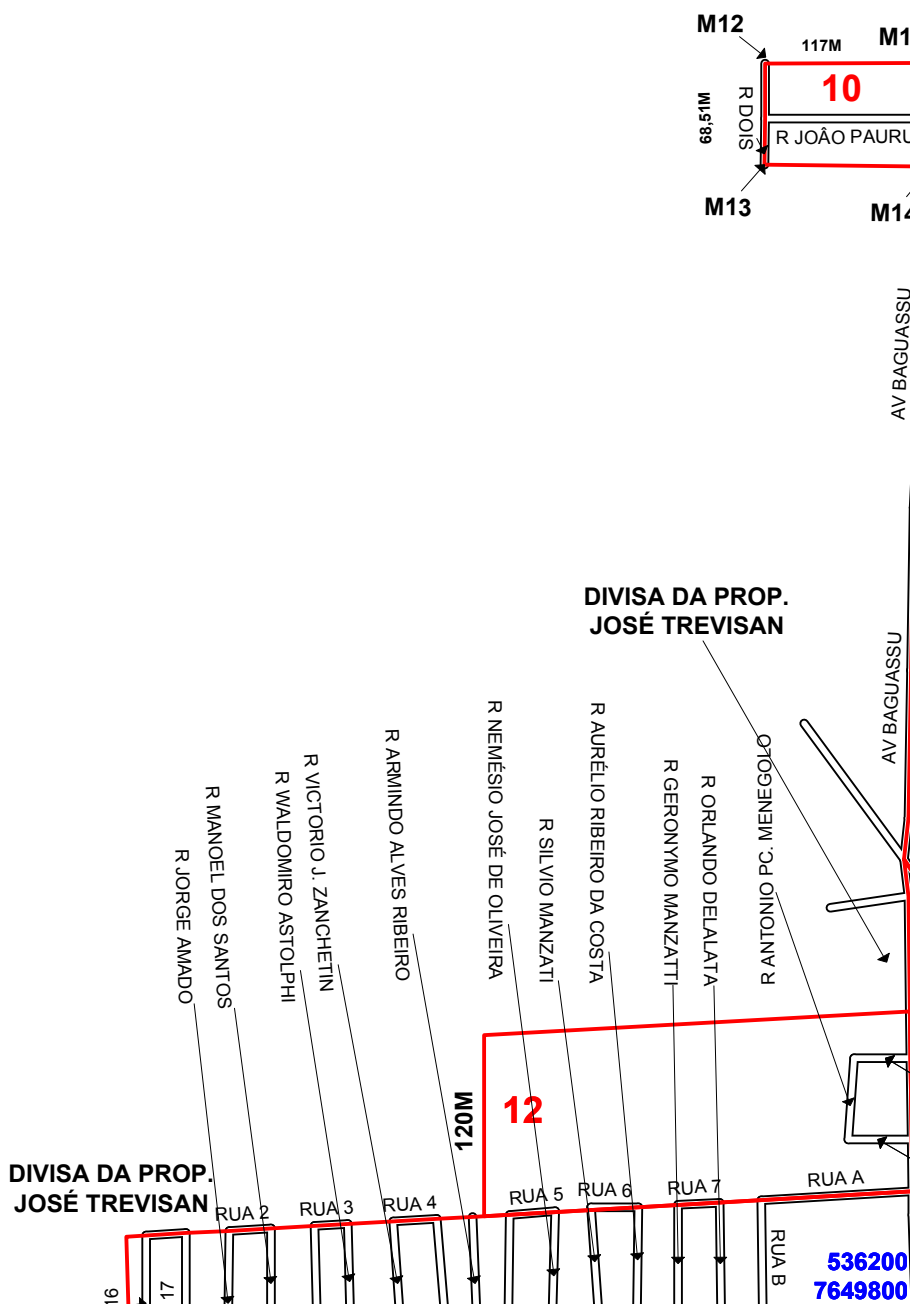 M12
117M
M1
10
68,51M
R DOIS
R JOÂO PAURU
M13
M14
AV BAGUASSU
DIVISA DA PROP.
JOSÉ TREVISAN
AV BAGUASSU
R JORGE AMADO
R MANOEL DOS SANTOS
R WALDOMIRO ASTOLPHI
R VICTORIO J. ZANCHETIN
R ARMINDO ALVES RIBEIRO
R NEMÉSIO JOSÉ DE OLIVEIRA
R SILVIO MANZATI
R AURÉLIO RIBEIRO DA COSTA
R GERONYMO MANZATTI
R ORLANDO DELALATA
R ANTONIO PC. MENEGOLO
120M
12
DIVISA DA PROP.
JOSÉ TREVISAN
RUA 2
RUA 3
RUA 4
RUA 5
RUA 6
RUA 7
RUA A
RUA B
16
17
536200
7649800